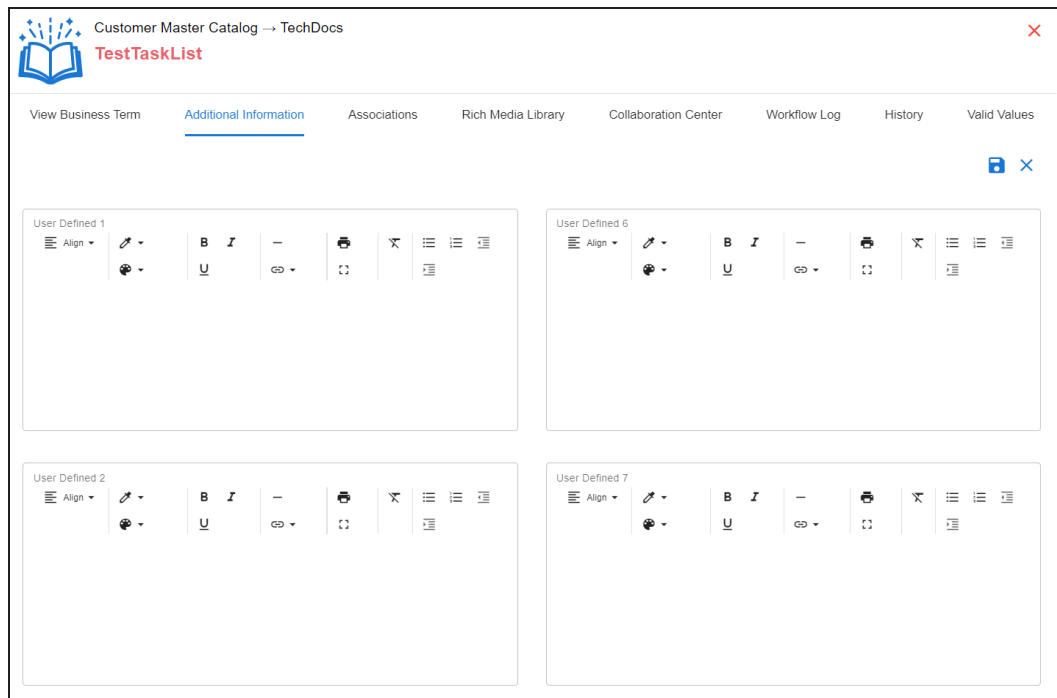 Customer Master Catalog → TechDocs
TestTaskList
View Business Term
Additional Information
Associations
Rich Media Library
Collaboration Center
Workflow Log
History
Valid Values
User Defined 1
Align
B I
U
User Defined 6
Align
B I
U
User Defined 2
Align
B I
U
User Defined 7
Align
B I
U